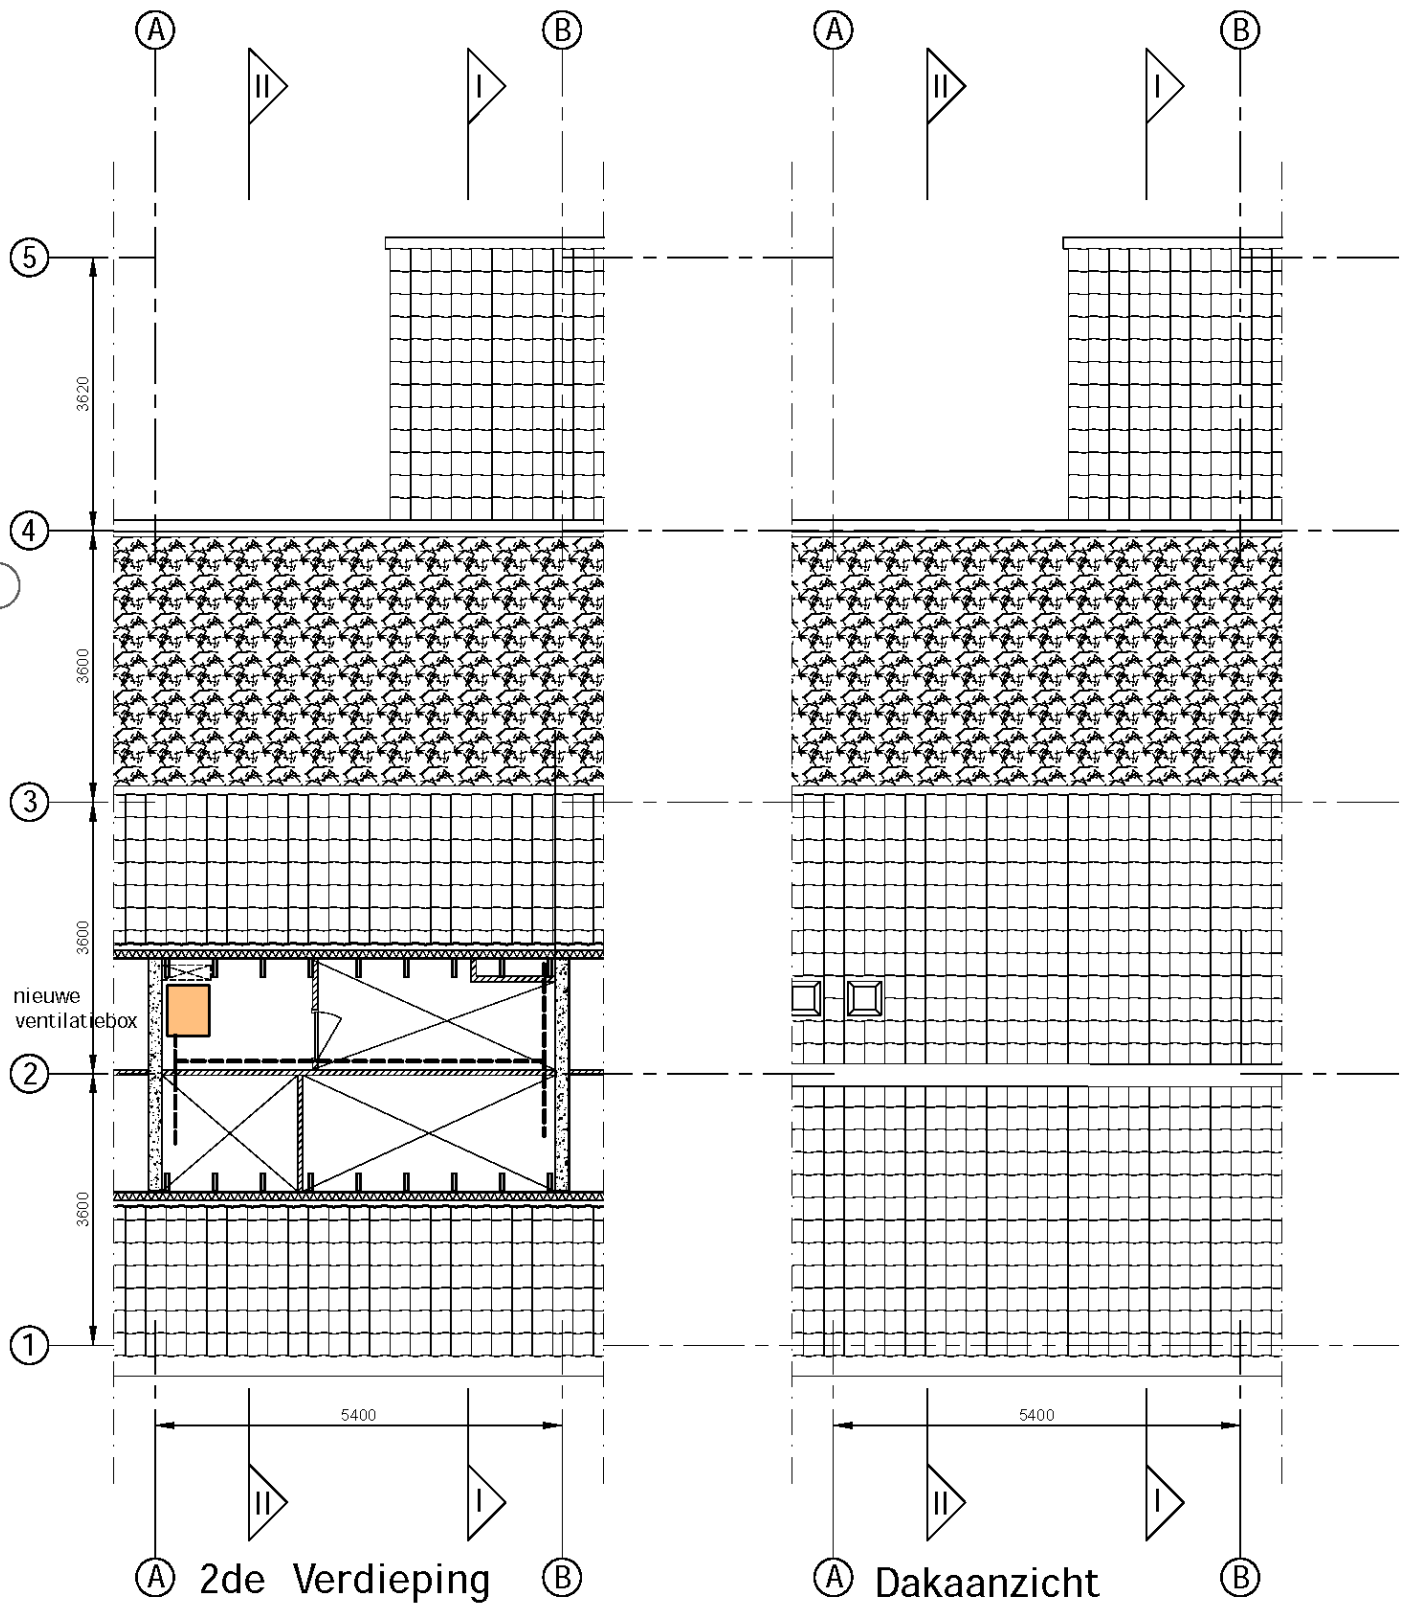 A B A B
II I II I
5
3620
4
3600
3
3600
nieuwe
ventilatiebox
2
3600
1
5400 5400
II I II I
A 2de Verdieping B A Dakaanzicht B